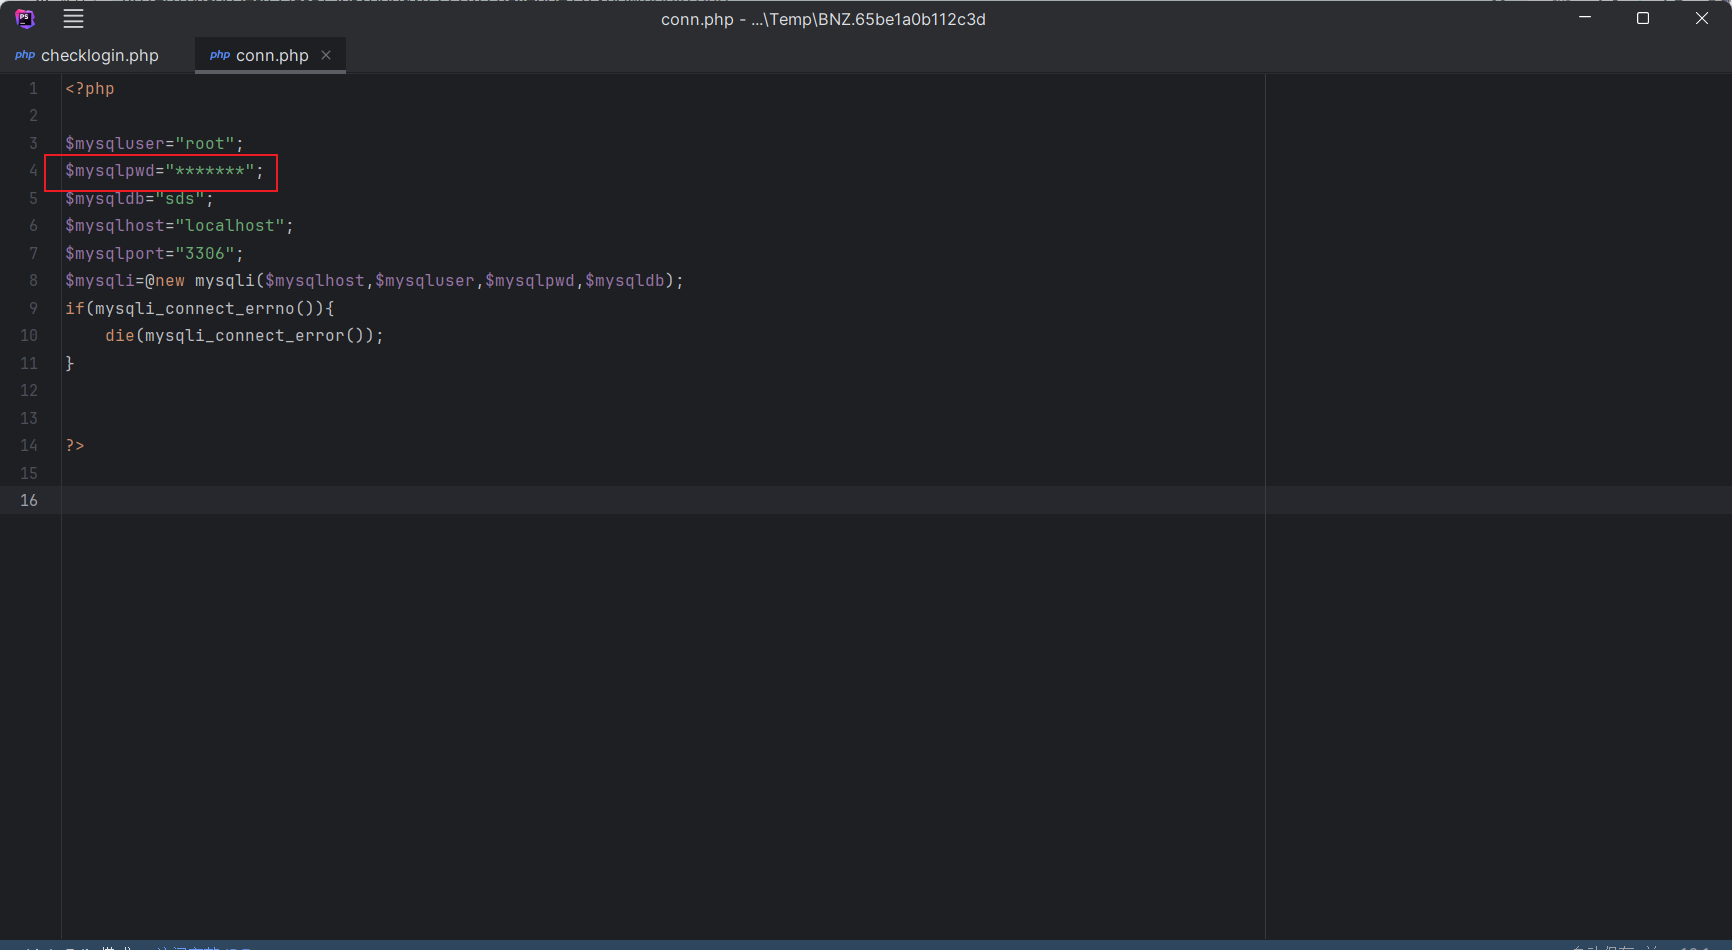 conn.php - ...\Temp\BNZ.65be1a0b112c3d
php checklogin.php
php conn.php
1 <?php
2
3 $mysqluser="root";
4 $mysqlpwd="*******";
5 $mysqldb="sds";
6 $mysqlhost="localhost";
7 $mysqlport="3306";
8 $mysqli=@new mysqli($mysqlhost,$mysqluser,$mysqlpwd,$mysqldb);
9 if(mysqli_connect_errno()){
10     die(mysqli_connect_error());
11 }
12
13
14 ?>
15
16